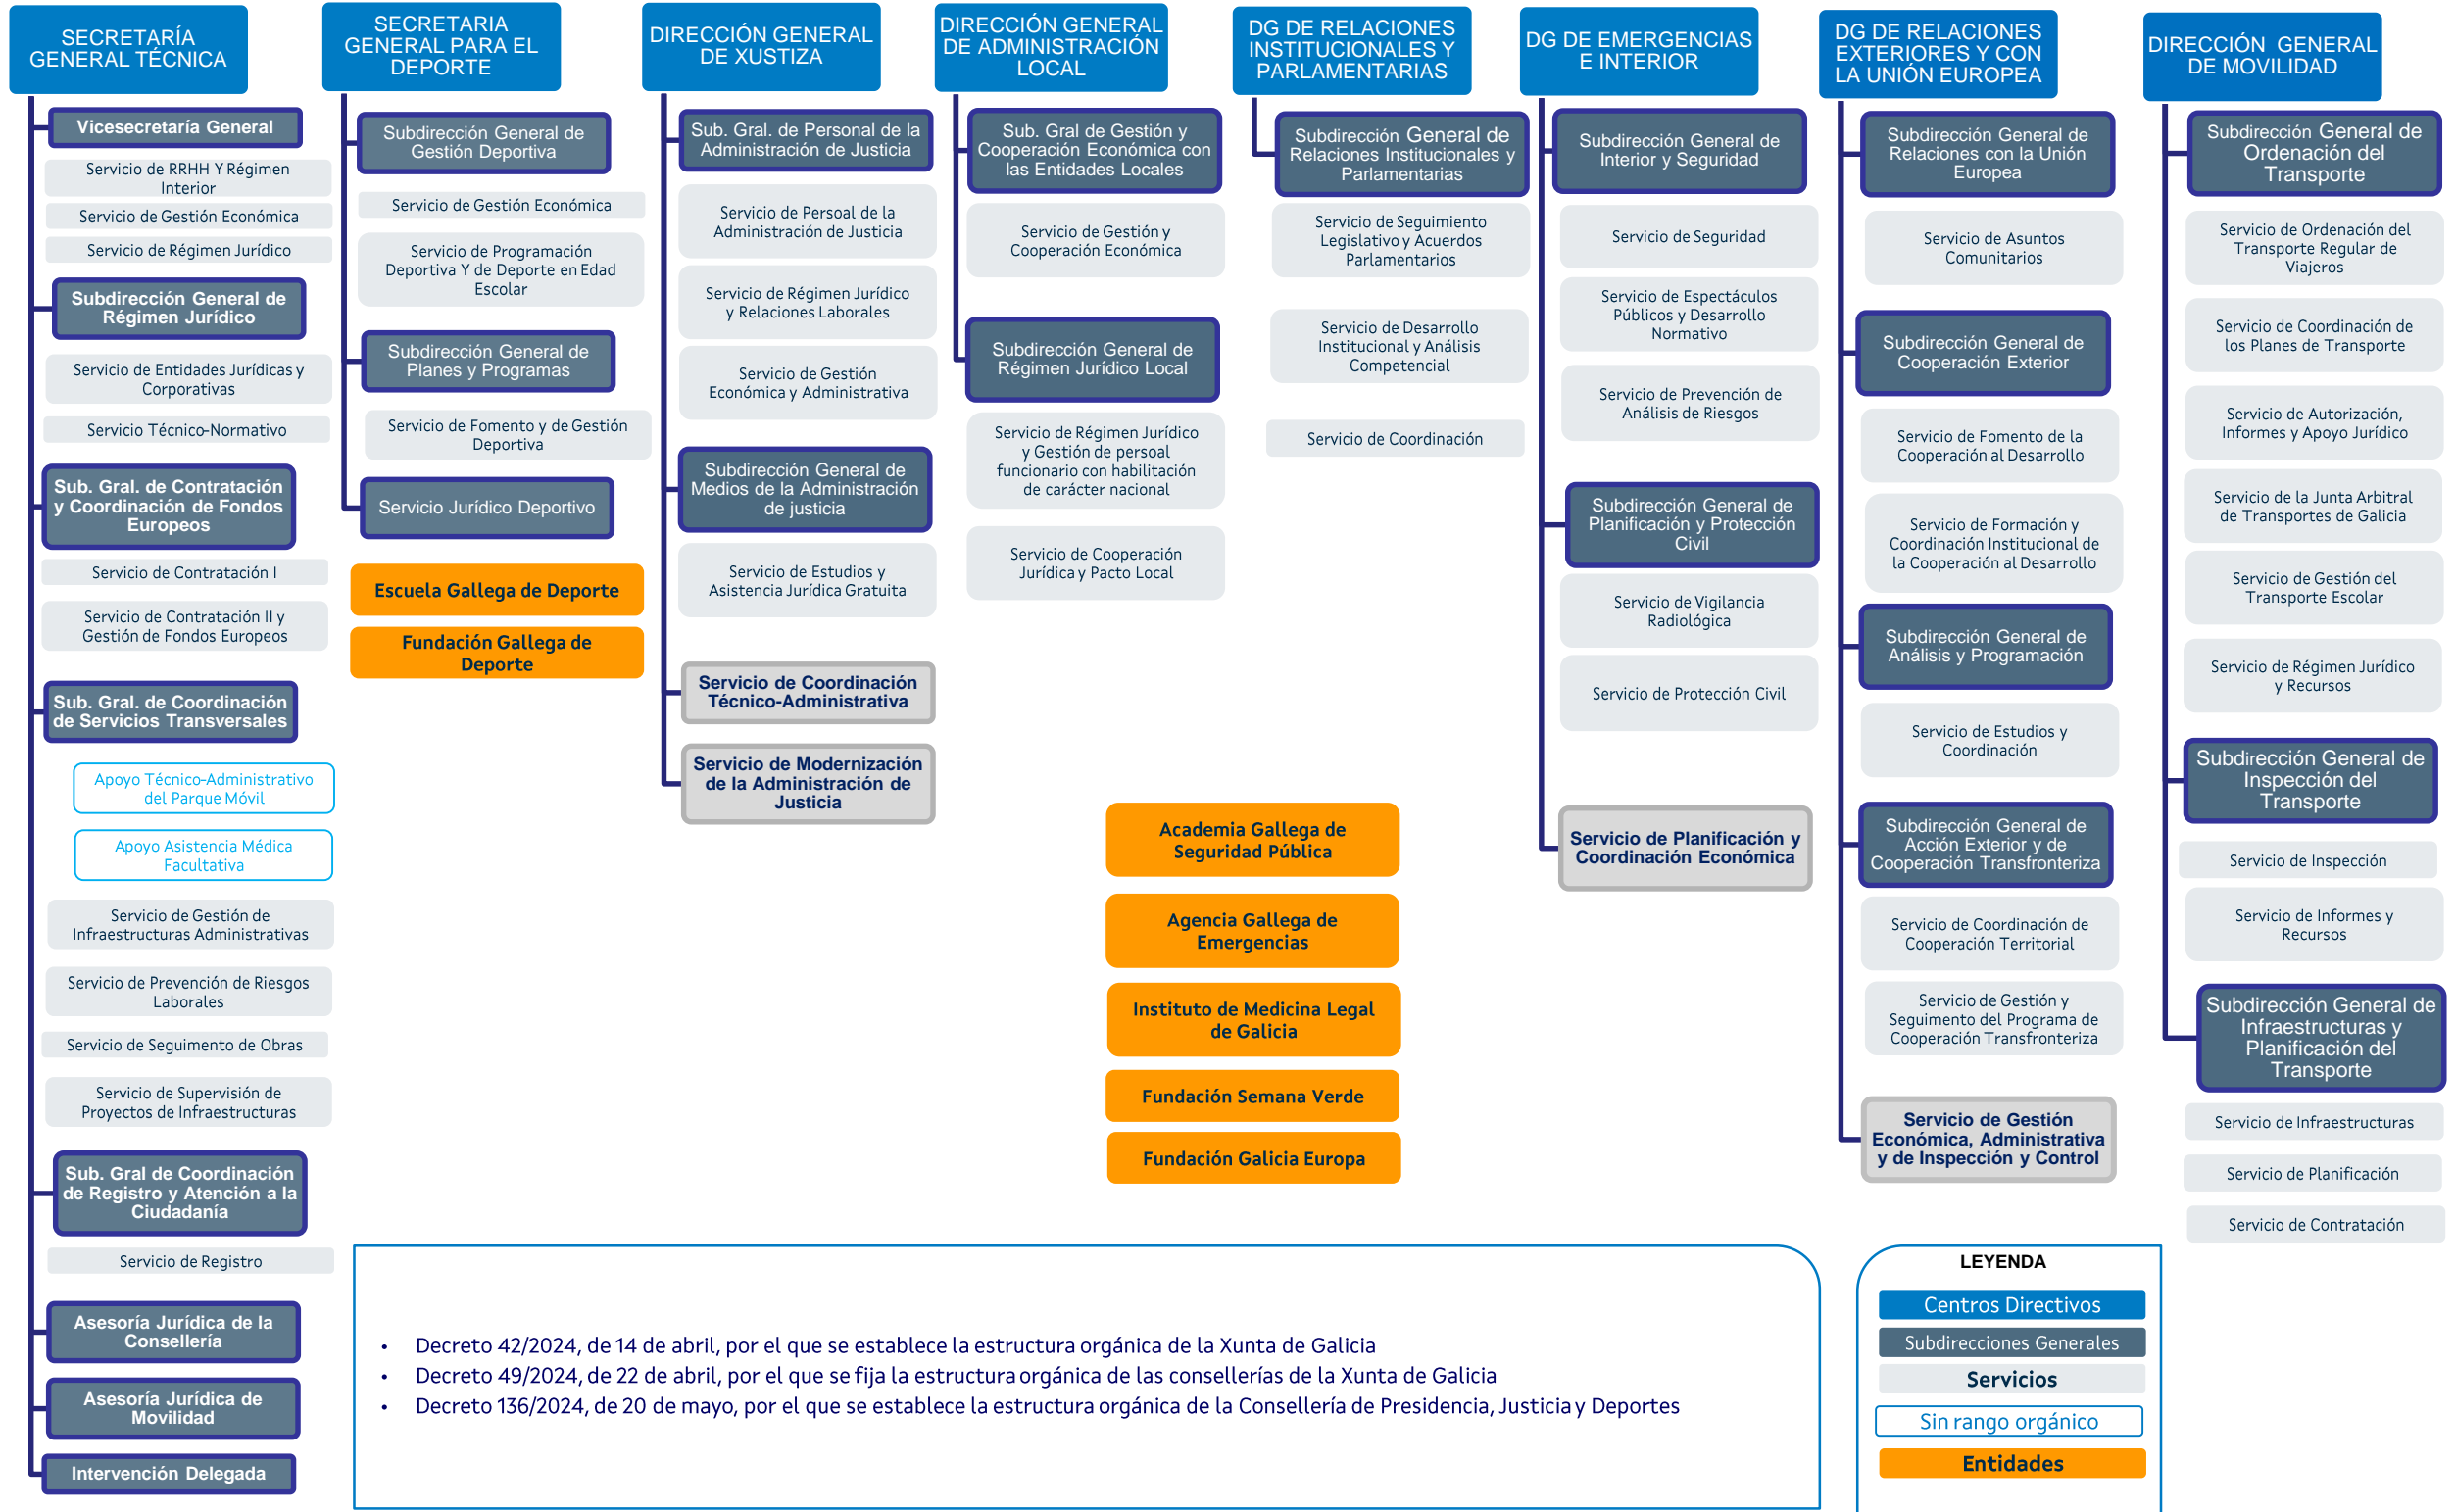 SECRETARÍA
GENERAL TÉCNICA
Vicesecretaría General
Servicio de RRHH Y Régimen
Interior
Servicio de Gestión Económica
Servicio de Régimen Jurídico
Subdirección General de
Régimen Jurídico
Servicio de Entidades Jurídicas y
Corporativas
Servicio Técnico-Normativo
Sub. Gral. de Contratación
y Coordinación de Fondos
Europeos
Servicio de Contratación I
Servicio de Contratación II y
Gestión de Fondos Europeos
Sub. Gral. de Coordinación
de Servicios Transversales
Apoyo Técnico-Administrativo
del Parque Móvil
Apoyo Asistencia Médica
Facultativa
Servicio de Gestión de
Infraestructuras Administrativas
Servicio de Prevención de Riesgos
Laborales
Servicio de Seguimento de Obras
Servicio de Supervisión de
Proyectos de Infraestructuras
Sub. Gral de Coordinación
de Registro y Atención a la
Ciudadanía
Servicio de Registro
Asesoría Jurídica de la
Consellería
Asesoría Jurídica de
Movilidad
Intervención Delegada
SECRETARIA
GENERAL PARA EL
DEPORTE
Subdirección General de
Gestión Deportiva
Servicio de Gestión Económica
Servicio de Programación
Deportiva Y de Deporte en Edad
Escolar
Subdirección General de
Planes y Programas
Servicio de Fomento y de Gestión
Deportiva
Servicio Jurídico Deportivo
Escuela Gallega de Deporte
Fundación Gallega de
Deporte
DIRECCIÓN GENERAL
DE XUSTIZA
Sub. Gral. de Personal de la
Administración de Justicia
Servicio de Persoal de la
Administración de Justicia
Servicio de Régimen Jurídico
y Relaciones Laborales
Servicio de Gestión
Económica y Administrativa
Subdirección General de
Medios de la Administración
de justicia
Servicio de Estudios y
Asistencia Jurídica Gratuita
Servicio de Coordinación
Técnico-Administrativa
Servicio de Modernización
de la Administración de
Justicia
DIRECCIÓN GENERAL
DE ADMINISTRACIÓN
LOCAL
Sub. Gral de Gestión y
Cooperación Económica con
las Entidades Locales
Servicio de Gestión y
Cooperación Económica
Subdirección General de
Régimen Jurídico Local
Servicio de Régimen Jurídico
y Gestión de persoal
funcionario con habilitación
de carácter nacional
Servicio de Cooperación
Jurídica y Pacto Local
DG DE RELACIONES
INSTITUCIONALES Y
PARLAMENTARIAS
Subdirección General de
Relaciones Institucionales y
Parlamentarias
Servicio de Seguimiento
Legislativo y Acuerdos
Parlamentarios
Servicio de Desarrollo
Institucional y Análisis
Competencial
Servicio de Coordinación
Academia Gallega de
Seguridad Pública
Agencia Gallega de
Emergencias
Instituto de Medicina Legal
de Galicia
Fundación Semana Verde
Fundación Galicia Europa
DG DE EMERGENCIAS
E INTERIOR
Subdirección General de
Interior y Seguridad
Servicio de Seguridad
Servicio de Espectáculos
Públicos y Desarrollo
Normativo
Servicio de Prevención de
Análisis de Riesgos
Subdirección General de
Planificación y Protección
Civil
Servicio de Vigilancia
Radiológica
Servicio de Protección Civil
Servicio de Planificación y
Coordinación Económica
DG DE RELACIONES
EXTERIORES Y CON
LA UNIÓN EUROPEA
Subdirección General de
Relaciones con la Unión
Europea
Servicio de Asuntos
Comunitarios
Subdirección General de
Cooperación Exterior
Servicio de Fomento de la
Cooperación al Desarrollo
Servicio de Formación y
Coordinación Institucional de
la Cooperación al Desarrollo
Subdirección General de
Análisis y Programación
Servicio de Estudios y
Coordinación
Subdirección General de
Acción Exterior y de
Cooperación Transfronteriza
Servicio de Coordinación de
Cooperación Territorial
Servicio de Gestión y
Seguimento del Programa de
Cooperación Transfronteriza
Servicio de Gestión
Económica, Administrativa
y de Inspección y Control
DIRECCIÓN GENERAL
DE MOVILIDAD
Subdirección General de
Ordenación del
Transporte
Servicio de Ordenación del
Transporte Regular de
Viajeros
Servicio de Coordinación de
los Planes de Transporte
Servicio de Autorización,
Informes y Apoyo Jurídico
Servicio de la Junta Arbitral
de Transportes de Galicia
Servicio de Gestión del
Transporte Escolar
Servicio de Régimen Jurídico
y Recursos
Subdirección General de
Inspección del
Transporte
Servicio de Inspección
Servicio de Informes y
Recursos
Subdirección General de
Infraestructuras y
Planificación del
Transporte
Servicio de Infraestructuras
Servicio de Planificación
Servicio de Contratación
• Decreto 42/2024, de 14 de abril, por el que se establece la estructura orgánica de la Xunta de Galicia
• Decreto 49/2024, de 22 de abril, por el que se fija la estructura orgánica de las consellerías de la Xunta de Galicia
• Decreto 136/2024, de 20 de mayo, por el que se establece la estructura orgánica de la Consellería de Presidencia, Justicia y Deportes
LEYENDA
Centros Directivos
Subdirecciones Generales
Servicios
Sin rango orgánico
Entidades